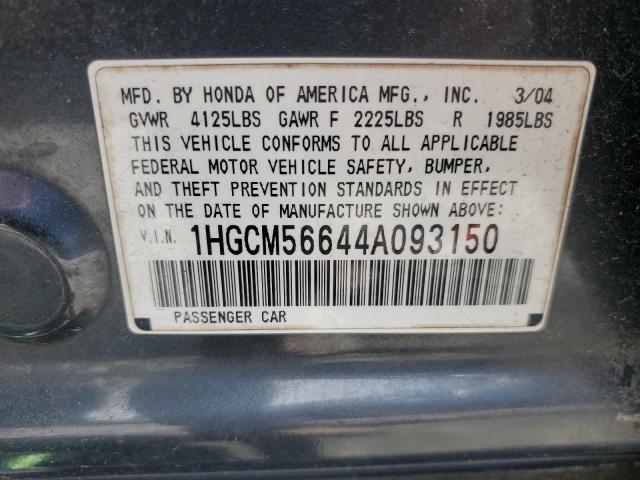 MFD. BY HONDA OF AMERICA MFG., INC. 3/04
GVWR 4125LBS GAWR F 2225LBS R 1985LBS
THIS VEHICLE CONFORMS TO ALL APPLICABLE
FEDERAL MOTOR VEHICLE SAFETY, BUMPER,
AND THEFT PREVENTION STANDARDS IN EFFECT
ON THE DATE OF MANUFACTURE SHOWN ABOVE:
V.I.N. 1HGCM56644A093150
PASSENGER CAR